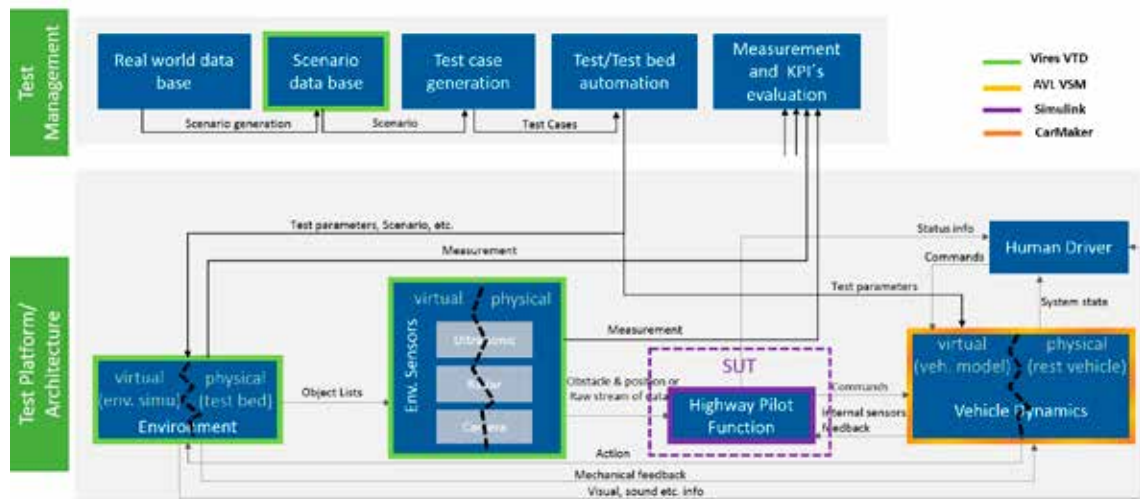 Test
Management
Real world data
base
Scenario
data base
Test case
generation
Test/Test bed
automation
Measurement
and KPI´s
evaluation
Scenario generation
Scenario
Test Cases
Vires VTD
AVL VSM
Simulink
CarMaker
Test Platform/
Architecture
Test parameters, Scenario, etc.
Measurement
Status info
Human Driver
Commands
Test parameters
System state
virtual
(env. simu)
physical
(test bed)
Environment
Object Lists
Env. Sensors
virtual
physical
Ultrasonic
Radar
Camera
Measurement
Obstacle & position or
Raw stream of data
SUT
Highway Pilot
Function
Commands
Internal sensors
feedback
virtual
(veh. model)
physical
(rest vehicle)
Vehicle Dynamics
Action
Mechanical feedback
Visual, sound etc. info